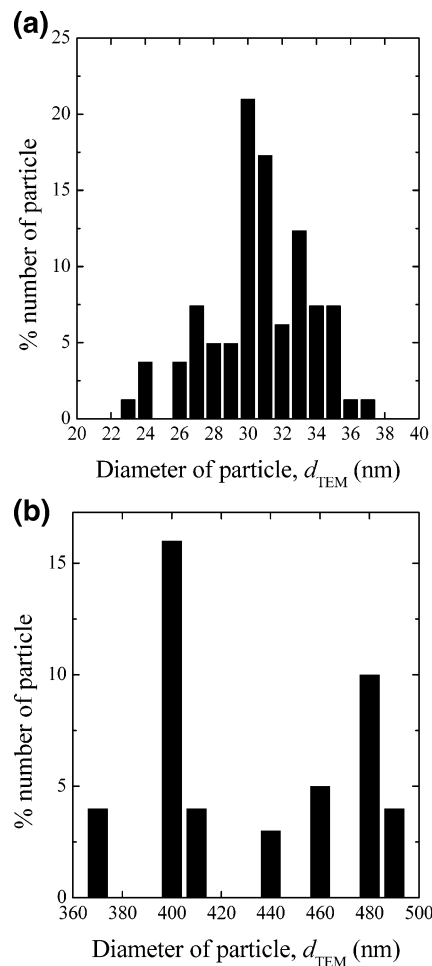 (a)
25
20
15
10
5
0
% number of particle
20 22 24 26 28 30 32 34 36 38 40
Diameter of particle, dTEM (nm)
(b)
15
10
5
0
% number of particle
360 380 400 420 440 460 480 500
Diameter of particle, dTEM (nm)